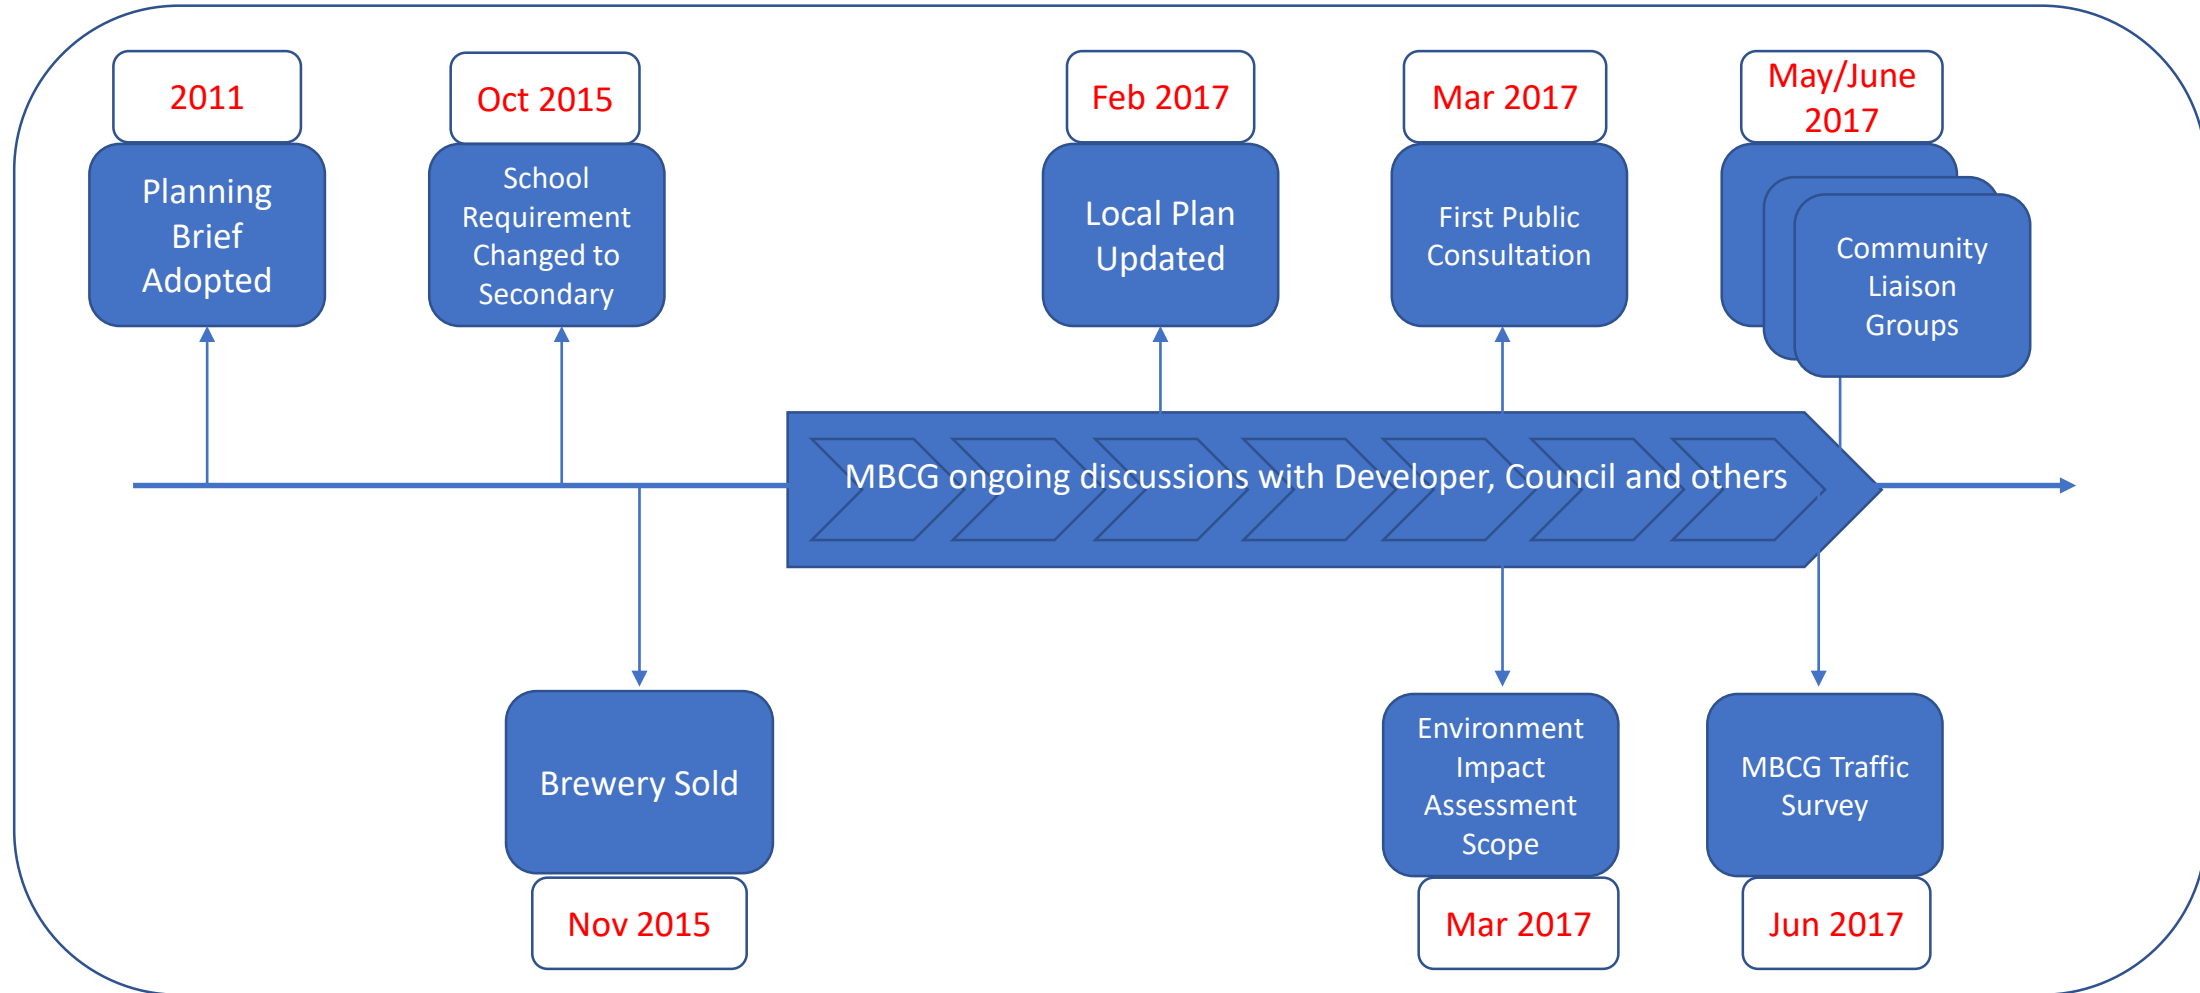 2011
Planning
Brief
Adopted
Oct 2015
School
Requirement
Changed to
Secondary
Feb 2017
Local Plan
Updated
Mar 2017
First Public
Consultation
May/June
2017
Community
Liaison
Groups
MBCG ongoing discussions with Developer, Council and others
Brewery Sold
Nov 2015
Environment
Impact
Assessment
Scope
Mar 2017
MBCG Traffic
Survey
Jun 2017